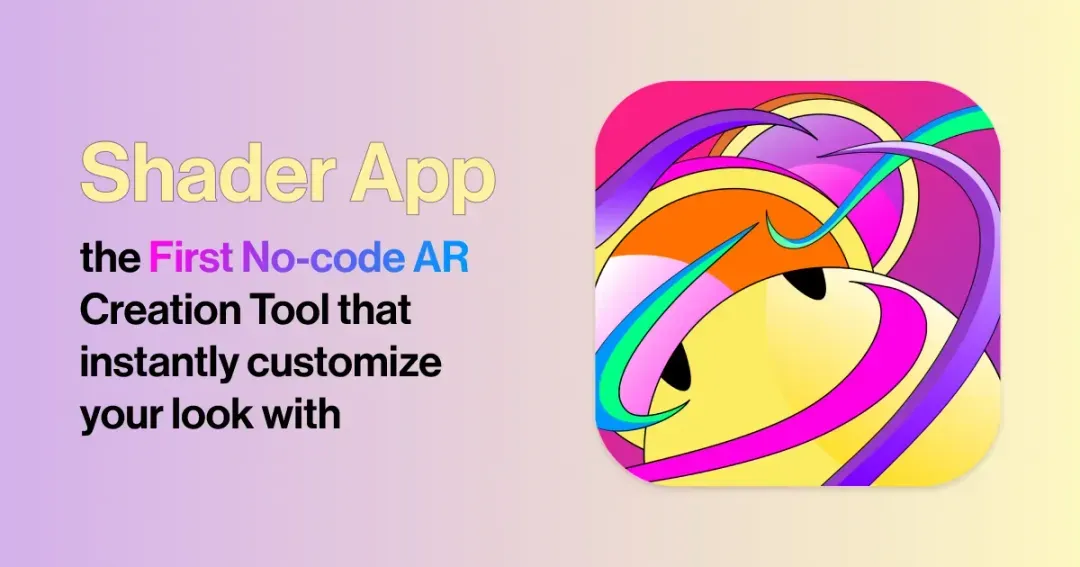 Shader App
the First No-code AR
Creation Tool that
instantly customize
your look with